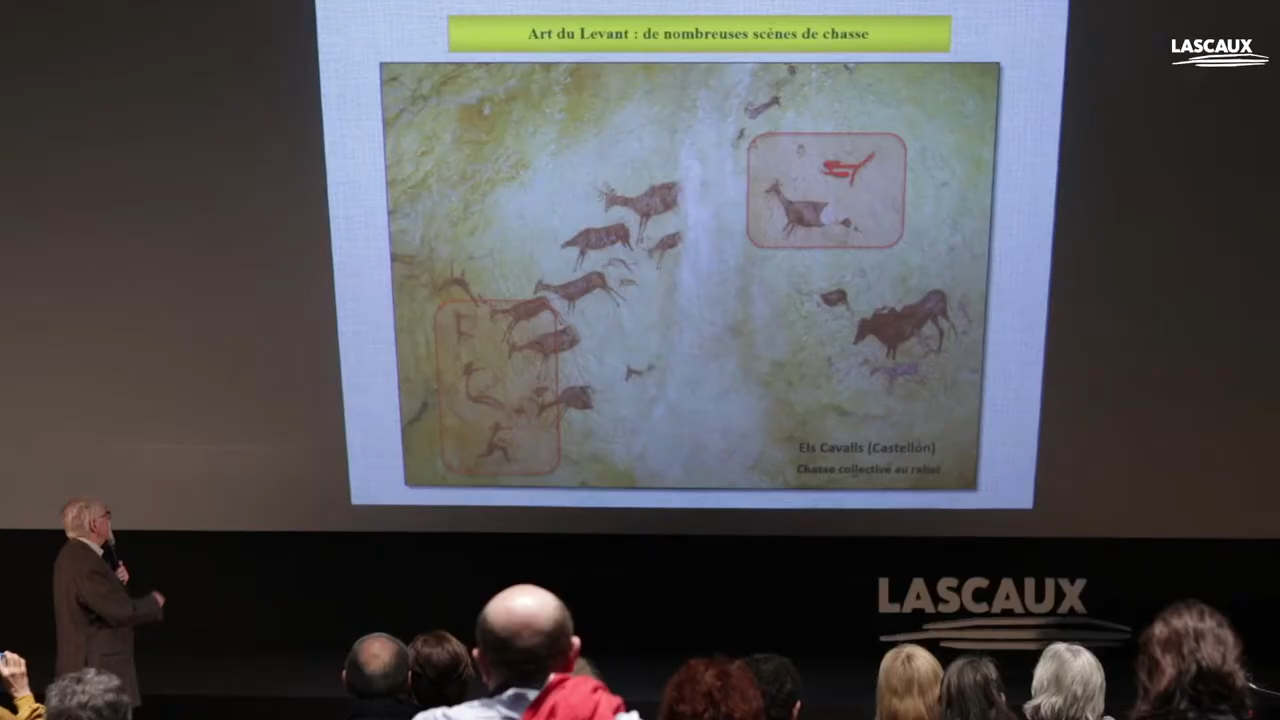 Art du Levant : de nombreuses scènes de chasse
LASCAUX
Els Cavalls (Castellón)
Chasse collective au rabat
LASCAUX